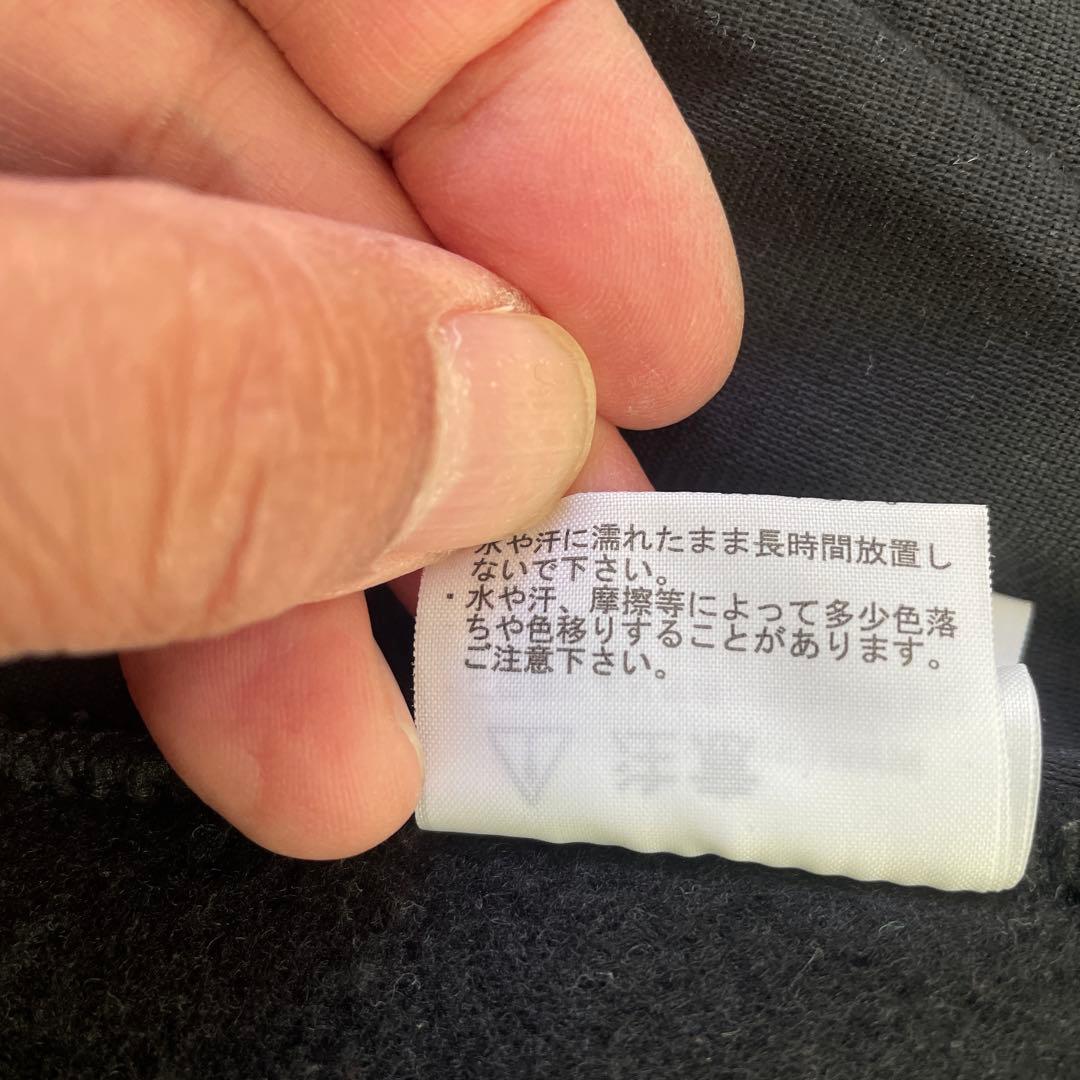 水や汗に濡れたまま長時間放置し
ないで下さい。
・水や汗、摩擦等によって多少色落
ちや色移りすることがあります。
ご注意下さい。